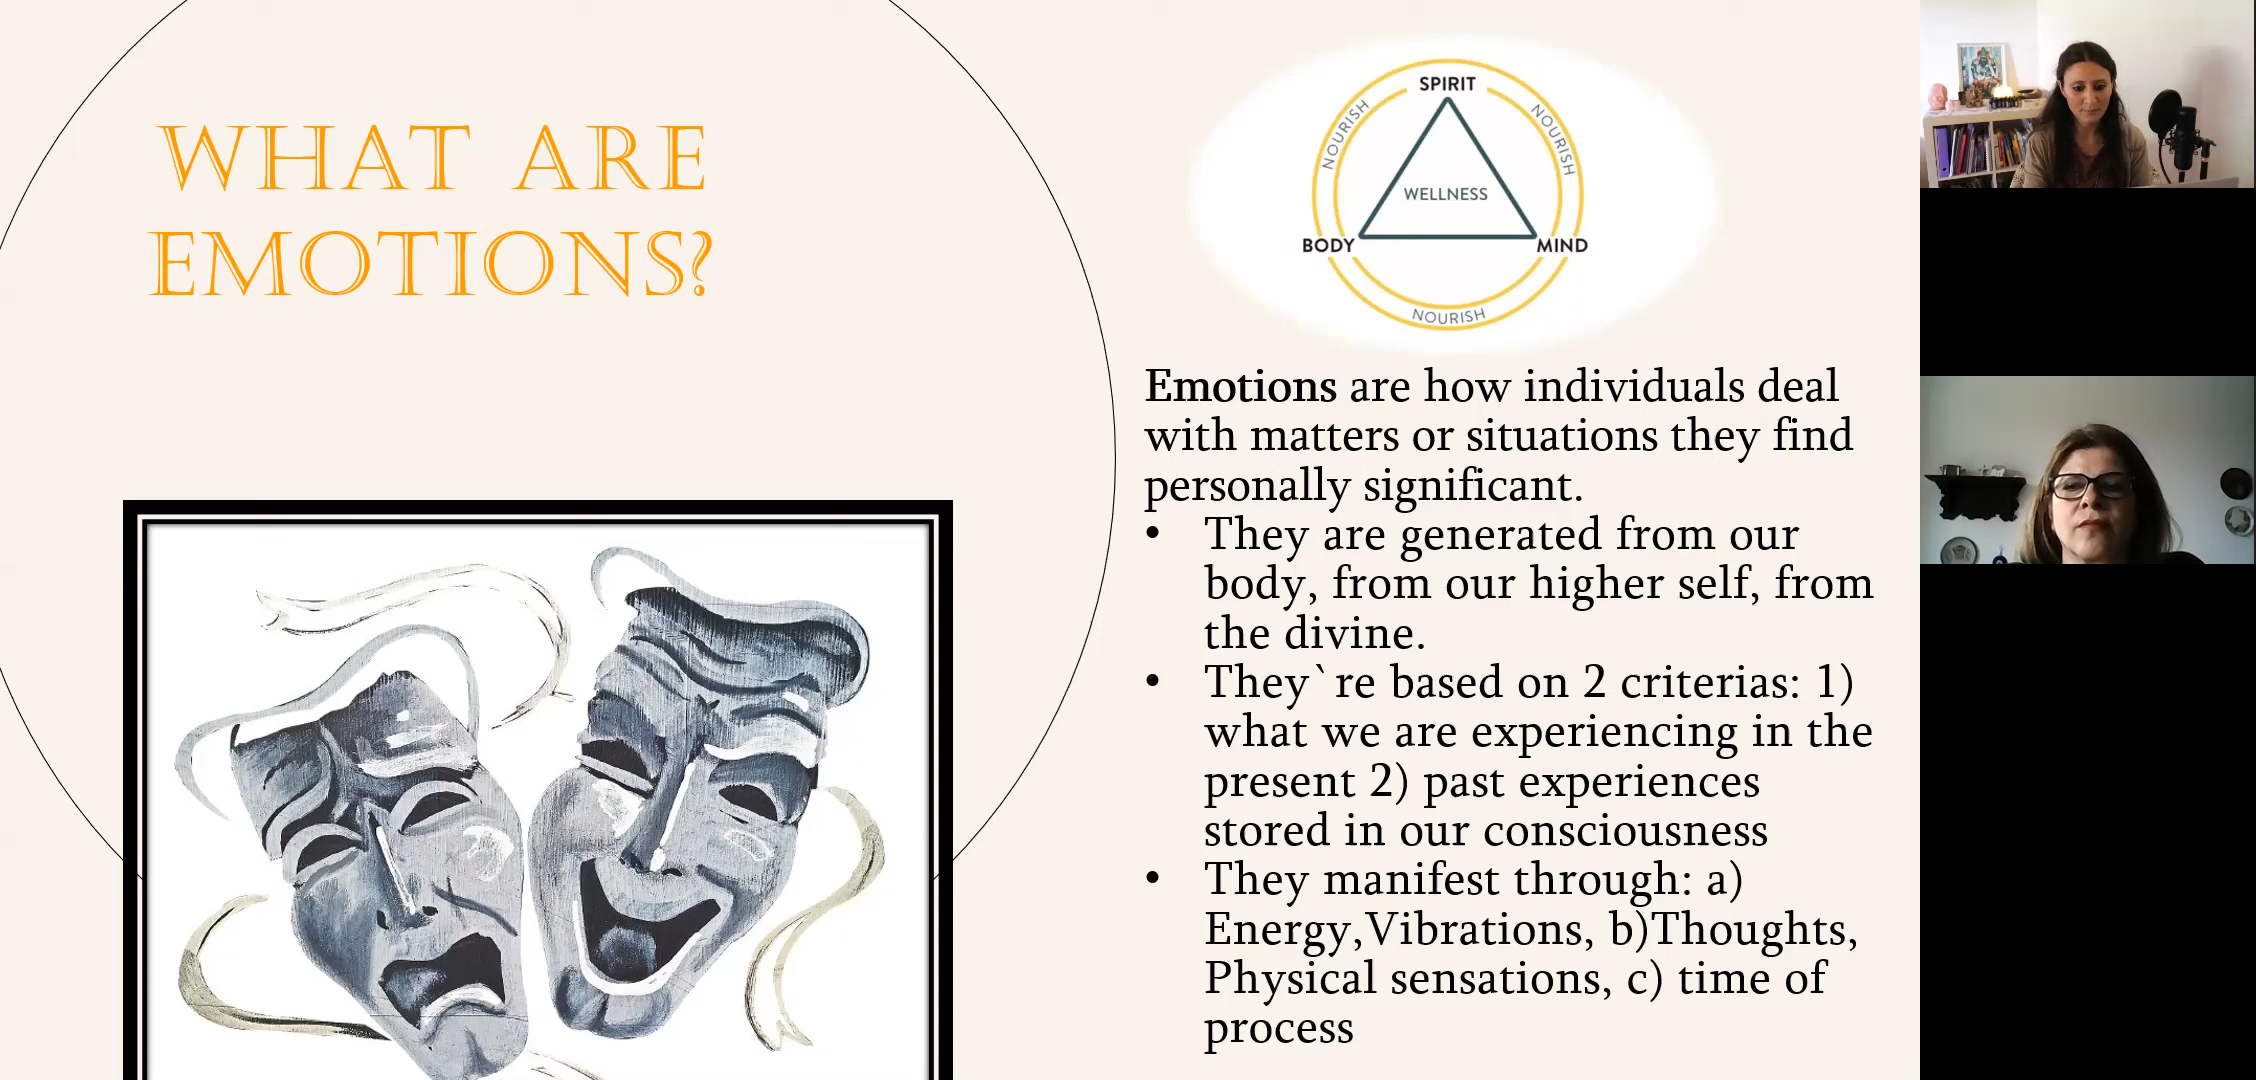 WHAT ARE
EMOTIONS?
SPIRIT
NOURISH
NOURISH
WELLNESS
BODY
MIND
NOURISH
Emotions are how individuals deal
with matters or situations they find
personally significant.
• They are generated from our
body, from our higher self, from
the divine.
• They`re based on 2 criterias: 1)
what we are experiencing in the
present 2) past experiences
stored in our consciousness
• They manifest through: a)
Energy,Vibrations, b)Thoughts,
Physical sensations, c) time of
process